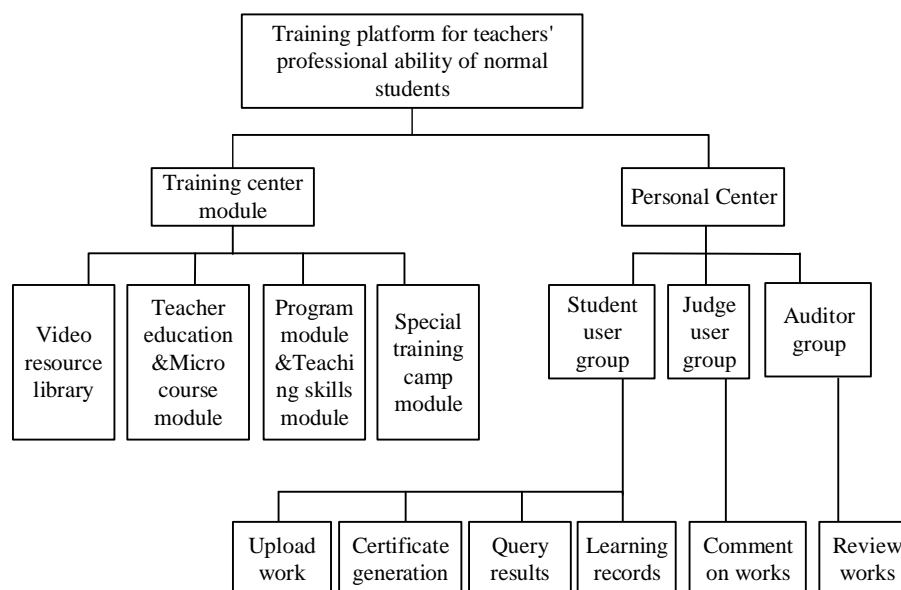 Training platform for teachers'
professional ability of normal
students
Training center
module
Personal Center
Video
resource
library
Teacher
education
&Micro
course
module
Program
module
&Teachi
ng skills
module
Special
training
camp
module
Student
user
group
Judge
user
group
Auditor
group
Upload
work
Certificate
generation
Query
results
Learning
records
Comment
on works
Review
works